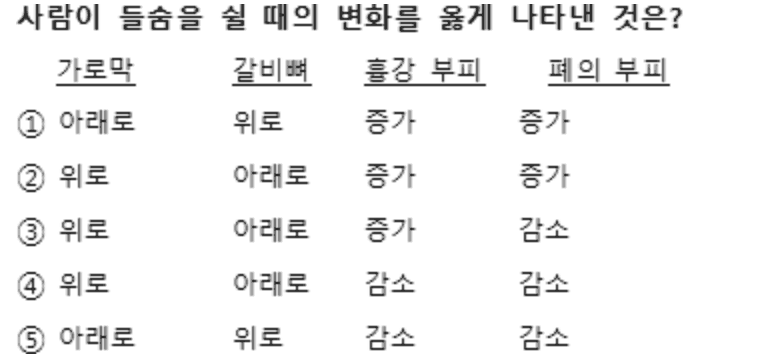 사람이 들숨을 쉴 때의 변화를 옳게 나타낸 것은?
가로막 갈비뼈 흉강 부피 폐의 부피
① 아래로 위로 증가 증가
② 위로 아래로 증가 증가
③ 위로 아래로 증가 감소
④ 위로 아래로 감소 감소
⑤ 아래로 위로 감소 감소